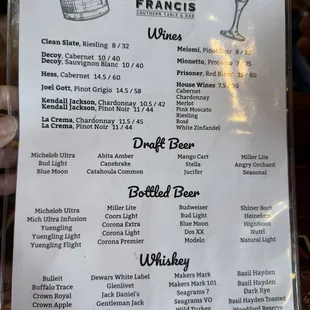 FRANCIS
SOUTHERN TABLE & BAR
Wines
Clean Slate, Riesling 8 / 32
Decoy, Cabernet 10 / 40
Decoy, Sauvignon Blanc 10 / 40
Hess, Cabernet 14.5 / 60
Joel Gott, Pinot Grigio 14.5 / 58
Kendall Jackson, Chardonnay 10.5 / 42
Kendall Jackson, Pinot Noir 11 / 44
La Crema, Chardonnay 11.5 / 45
La Crema, Pinot Noir 11 / 44
Meiomi, Pinot Noir 8 / 32
Mionetto, Prosecco 7 / 25
Prisoner, Red Blend 15 / 60
House Wines 7.5 / 30
Cabernet
Chardonnay
Merlot
Pink Moscato
Riesling
Rosé
White Zinfandel
Draft Beer
Michelob Ultra Abita Amber Mango Cart Miller Lite
Bud Light Canebrake Stella Angry Orchard
Blue Moon Catahoula Common Jucifer Seasonal
Bottled Beer
Michelob Ultra Miller Lite Budweiser Shiner Bock
Mich Ultra Infusion Coors Light Bud Light Heineken
Yuengling Corona Extra Blue Moon HighNoon
Yuengling Light Corona Light Dos XX Nutrl
Yuengling Flight Corona Premier Modelo Natural Light
Whiskey
Bulleit Dewars White Label Makers Mark Basil Hayden
Buffalo Trace Glenlivet Makers Mark 101 Basil Hayden
Dark Rye
Crown Royal Jack Daniel's Seagrams 7 Basil Hayden Toasted
Crown Apple Gentleman Jack Seagrams VO Woodford Reserve
Wild Turkey